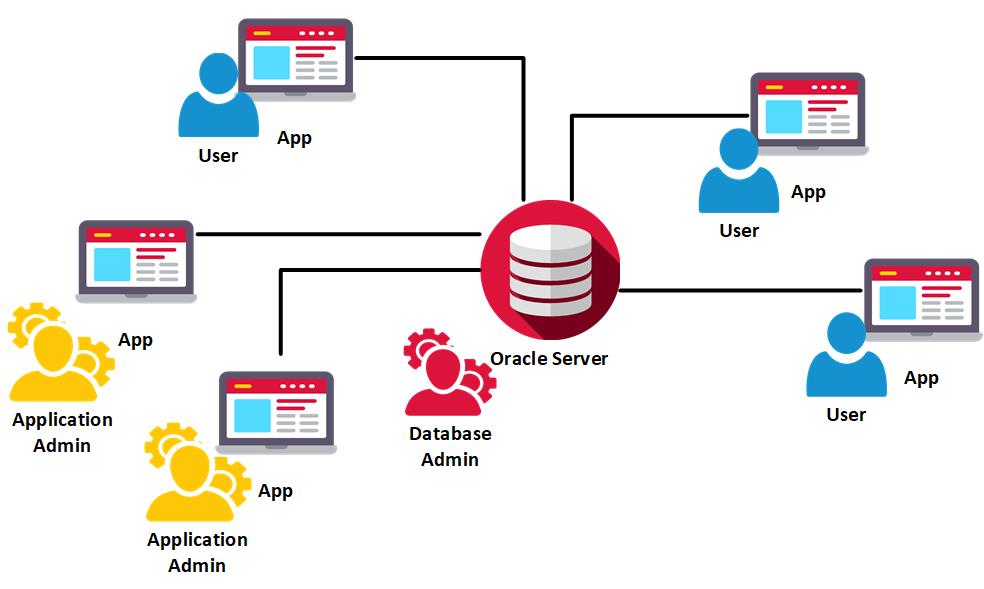 App
User
App
User
App
Application
Admin
Oracle Server
Database
Admin
App
User
App
Application
Admin